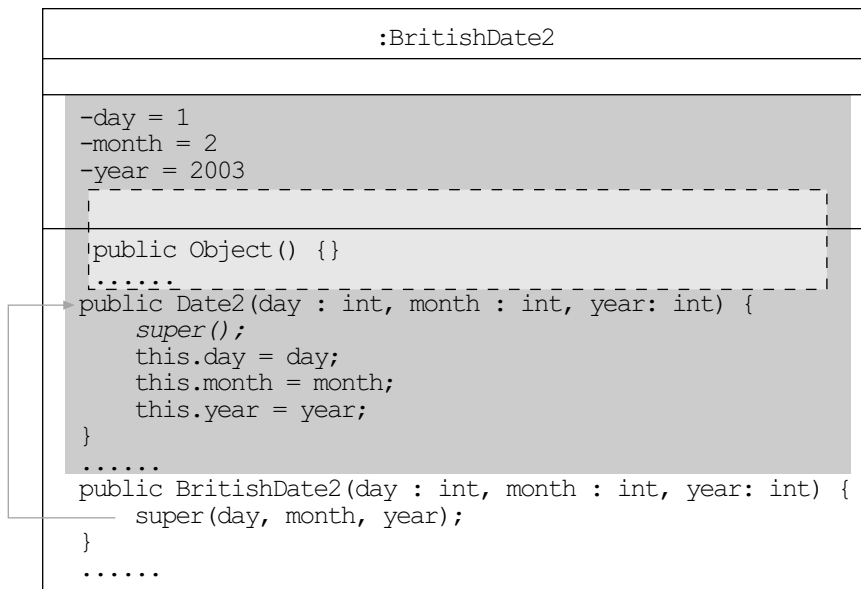 :BritishDate2
-day = 1
-month = 2
-year = 2003
public Object() {}
......
public Date2(day : int, month : int, year: int) {
super();
this.day = day;
this.month = month;
this.year = year;
}
......
public BritishDate2(day : int, month : int, year: int) {
super(day, month, year);
}
......